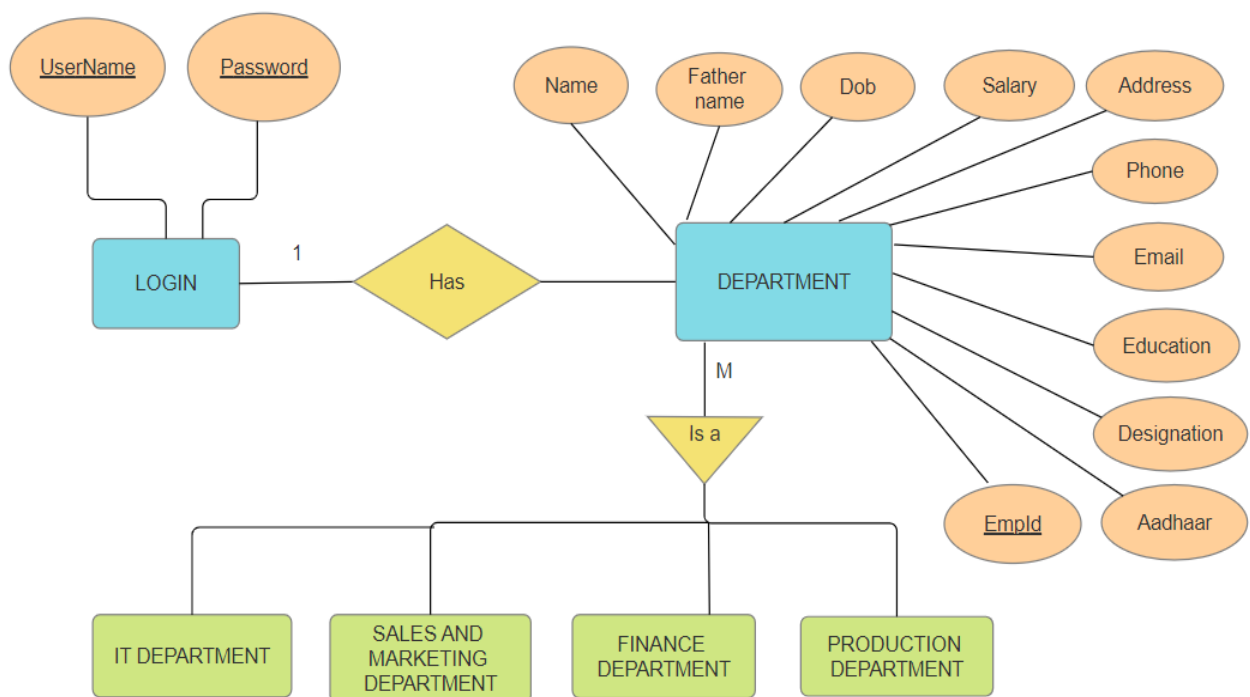 UserName
Password
Name
Father
name
Dob
Salary
Address
Phone
Email
Education
Designation
Aadhaar
EmpId
LOGIN
1
Has
DEPARTMENT
M
Is a
IT DEPARTMENT
SALES AND
MARKETING
DEPARTMENT
FINANCE
DEPARTMENT
PRODUCTION
DEPARTMENT